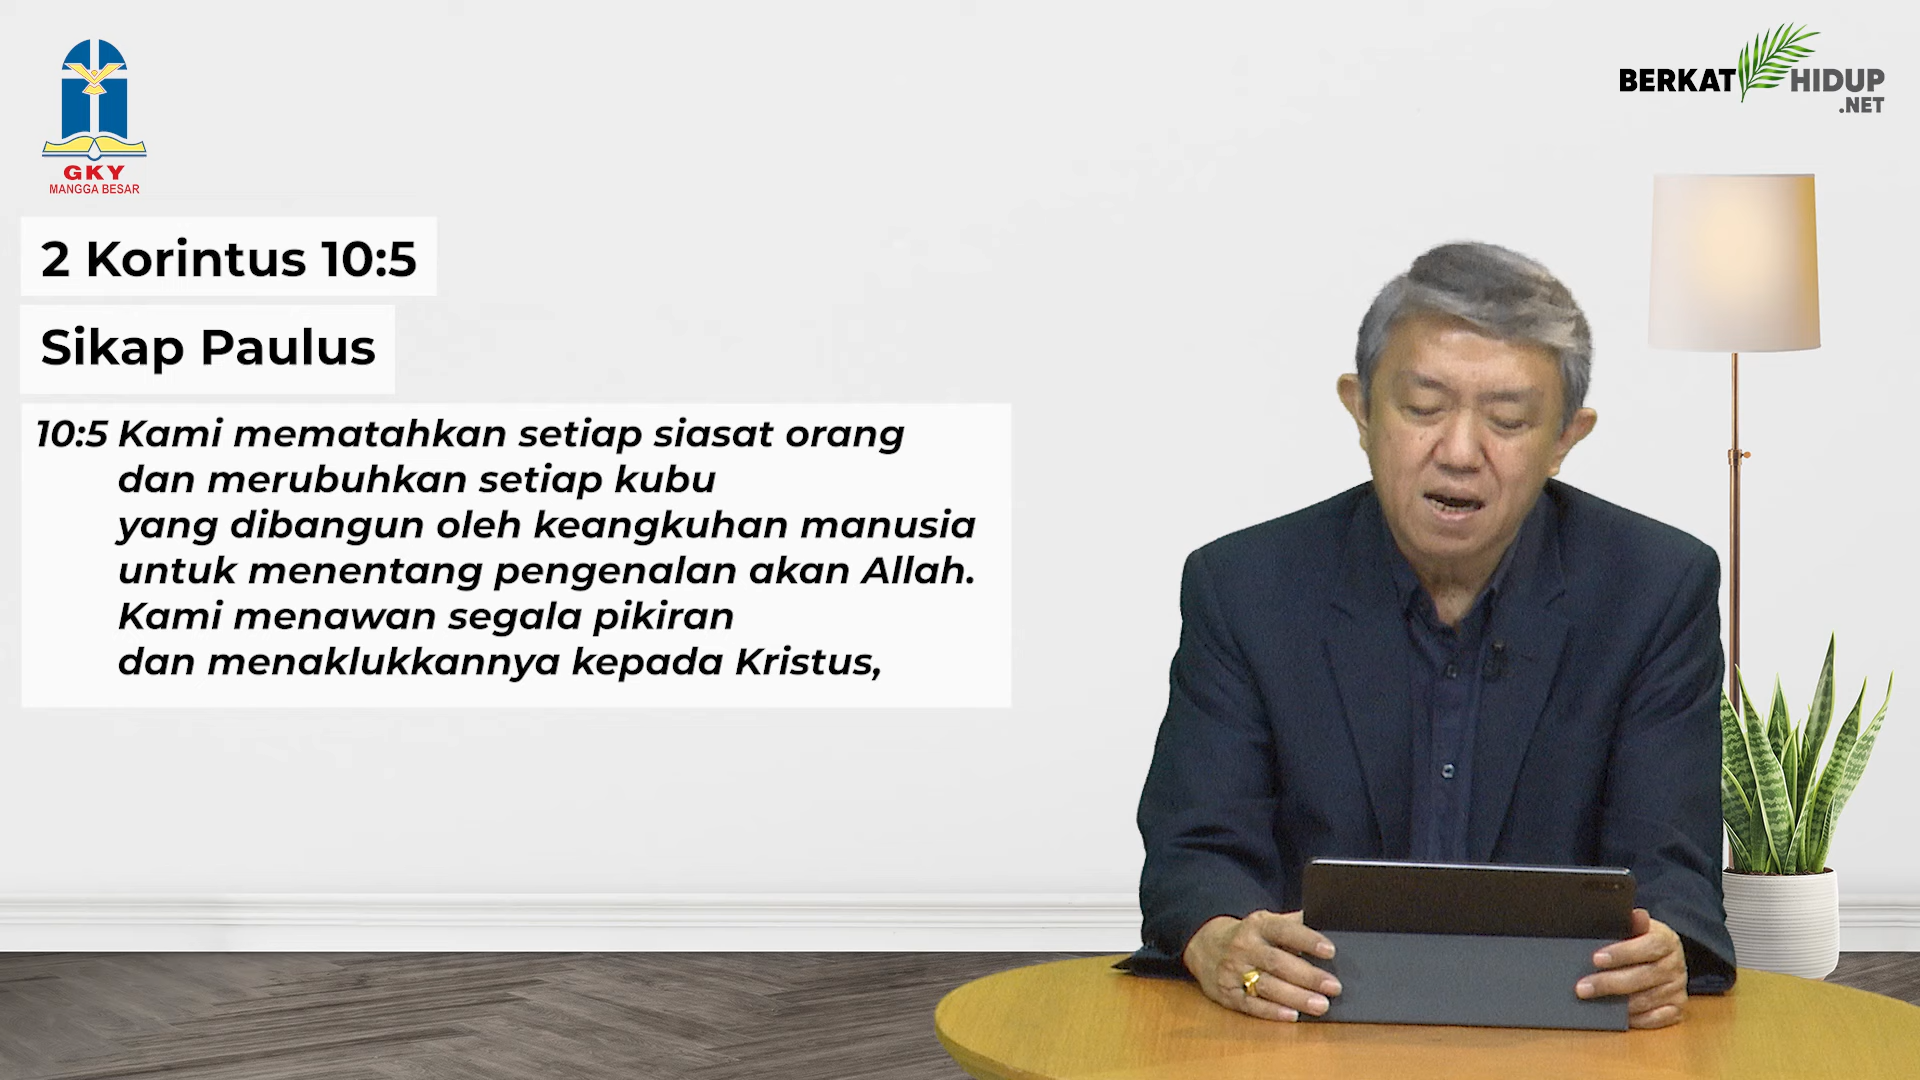 GKY
MANGGA BESAR
BERKAT HIDUP
.NET
2 Korintus 10:5
Sikap Paulus
10:5 Kami mematahkan setiap siasat orang
dan merubuhkan setiap kubu
yang dibangun oleh keangkuhan manusia
untuk menentang pengenalan akan Allah.
Kami menawan segala pikiran
dan menaklukkannya kepada Kristus,